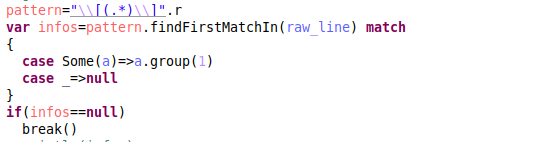 pattern="\\[(.*)\\]".r
var infos=pattern.findFirstMatchIn(raw_line) match
{
case Some(a)=>a.group(1)
case _=>null
}
if(infos==null)
break()